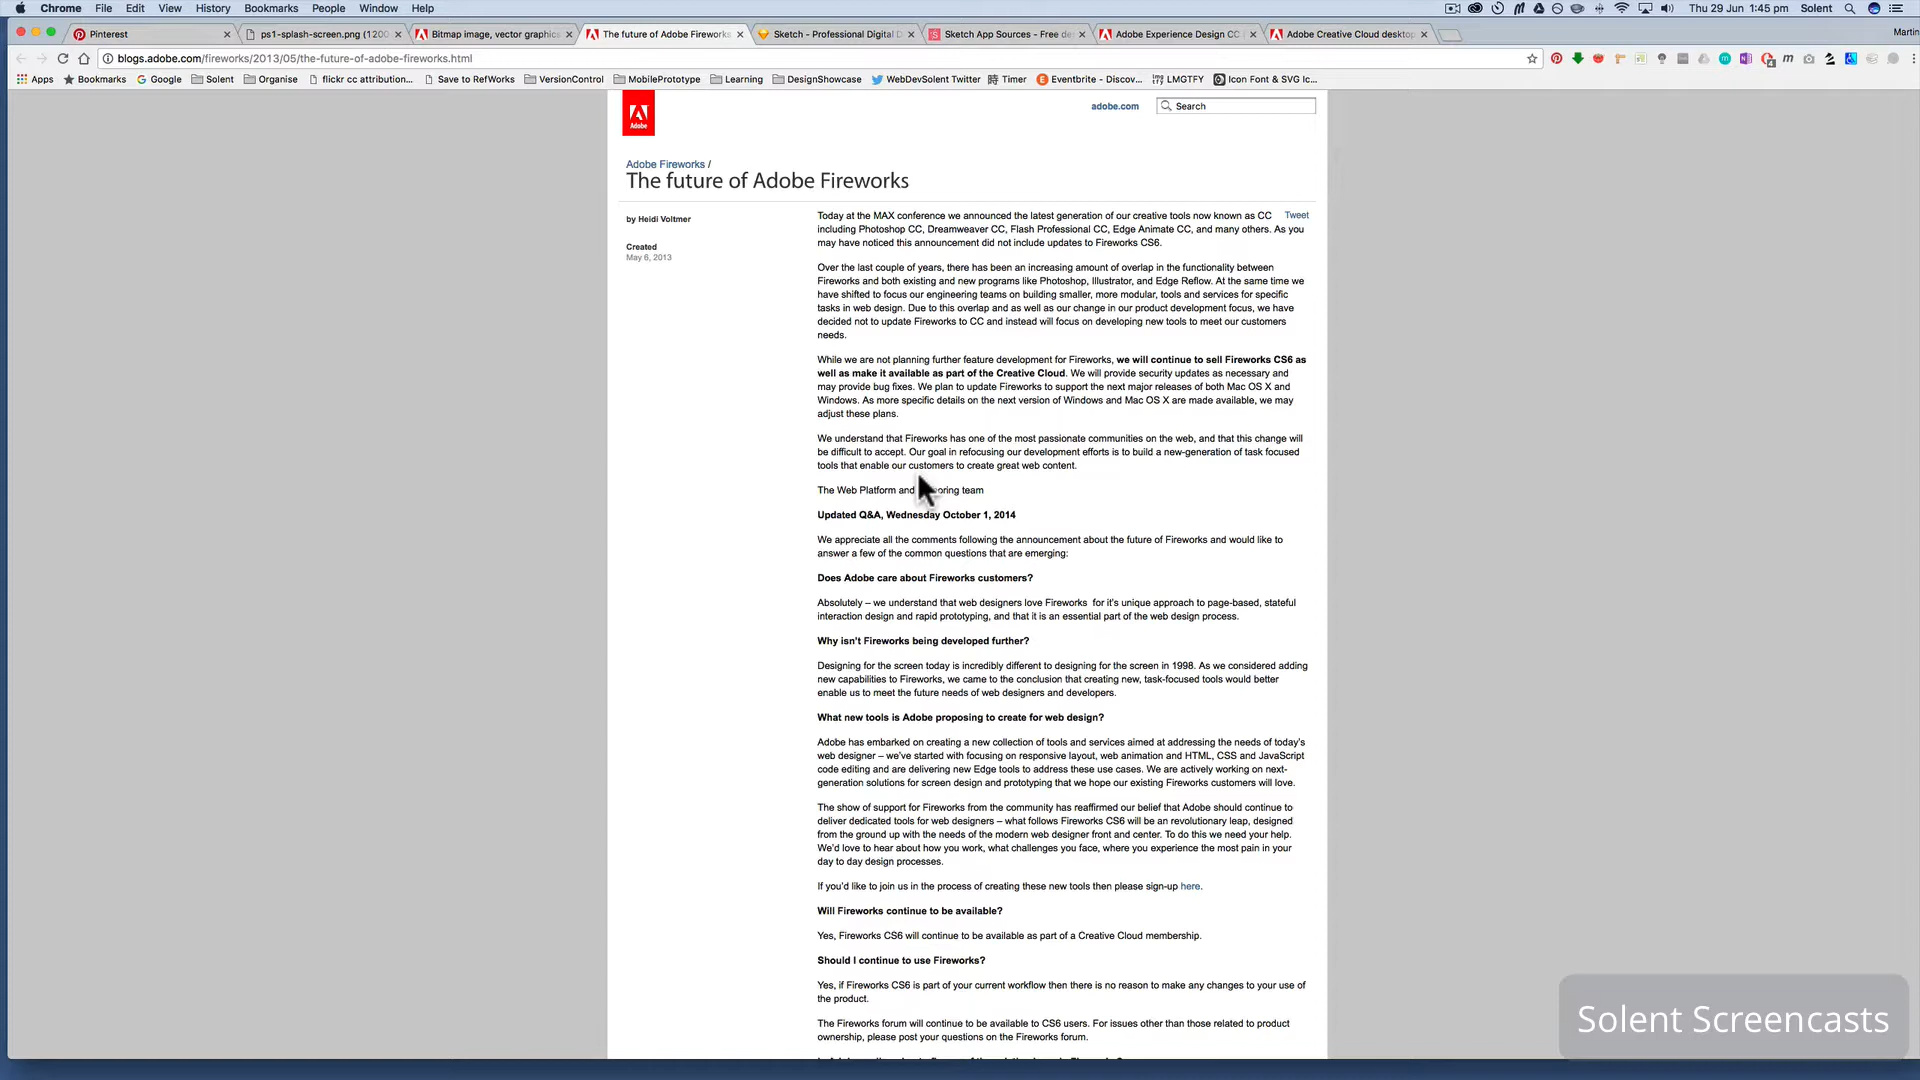 Chrome File Edit View History Bookmarks People Window Help Thu 29 Jun 1:45 pm Solent
Pinterest ps1-splash-screen.png (1200 Bitmap image, vector graphics The future of Adobe Fireworks Sketch - Professional Digital D Sketch App Sources - Free de Adobe Experience Design CC Adobe Creative Cloud desktop Martin
blogs.adobe.com/fireworks/2013/05/the-future-of-adobe-fireworks.html
Apps Bookmarks Google Solent Organise flickr cc attribution... Save to RefWorks VersionControl MobilePrototype Learning DesignShowcase WebDevSolent Twitter Timer Eventbrite - Discov... LMGTFY Icon Font & SVG Ic...
Adobe
adobe.com Search
Adobe Fireworks /
The future of Adobe Fireworks
by Heidi Voltmer
Created
May 6, 2013
Tweet
Today at the MAX conference we announced the latest generation of our creative tools now known as CC
including Photoshop CC, Dreamweaver CC, Flash Professional CC, Edge Animate CC, and many others. As you
may have noticed this announcement did not include updates to Fireworks CS6.
Over the last couple of years, there has been an increasing amount of overlap in the functionality between
Fireworks and both existing and new programs like Photoshop, Illustrator, and Edge Reflow. At the same time we
have shifted to focus our engineering teams on building smaller, more modular, tools and services for specific
tasks in web design. Due to this overlap and as well as our change in our product development focus, we have
decided not to update Fireworks to CC and instead will focus on developing new tools to meet our customers
needs.
While we are not planning further feature development for Fireworks, we will continue to sell Fireworks CS6 as
well as make it available as part of the Creative Cloud. We will provide security updates as necessary and
may provide bug fixes. We plan to update Fireworks to support the next major releases of both Mac OS X and
Windows. As more specific details on the next version of Windows and Mac OS X are made available, we may
adjust these plans.
We understand that Fireworks has one of the most passionate communities on the web, and that this change will
be difficult to accept. Our goal in refocusing our development efforts is to build a new-generation of task focused
tools that enable our customers to create great web content.
The Web Platform and oring team
Updated Q&A, Wednesday October 1, 2014
We appreciate all the comments following the announcement about the future of Fireworks and would like to
answer a few of the common questions that are emerging:
Does Adobe care about Fireworks customers?
Absolutely – we understand that web designers love Fireworks for it's unique approach to page-based, stateful
interaction design and rapid prototyping, and that it is an essential part of the web design process.
Why isn't Fireworks being developed further?
Designing for the screen today is incredibly different to designing for the screen in 1998. As we considered adding
new capabilities to Fireworks, we came to the conclusion that creating new, task-focused tools would better
enable us to meet the future needs of web designers and developers.
What new tools is Adobe proposing to create for web design?
Adobe has embarked on creating a new collection of tools and services aimed at addressing the needs of today's
web designer – we've started with focusing on responsive layout, web animation and HTML, CSS and JavaScript
code editing and are delivering new Edge tools to address these use cases. We are actively working on next-
generation solutions for screen design and prototyping that we hope our existing Fireworks customers will love.
The show of support for Fireworks from the community has reaffirmed our belief that Adobe should continue to
deliver dedicated tools for web designers – what follows Fireworks CS6 will be an revolutionary leap, designed
from the ground up with the needs of the modern web designer front and center. To do this we need your help.
We'd love to hear about how you work, what challenges you face, where you experience the most pain in your
day to day design processes.
If you'd like to join us in the process of creating these new tools then please sign-up here.
Will Fireworks continue to be available?
Yes, Fireworks CS6 will continue to be available as part of a Creative Cloud membership.
Should I continue to use Fireworks?
Yes, if Fireworks CS6 is part of your current workflow then there is no reason to make any changes to your use of
the product.
The Fireworks forum will continue to be available to CS6 users. For issues other than those related to product
ownership, please post your questions on the Fireworks forum.
Solent Screencasts